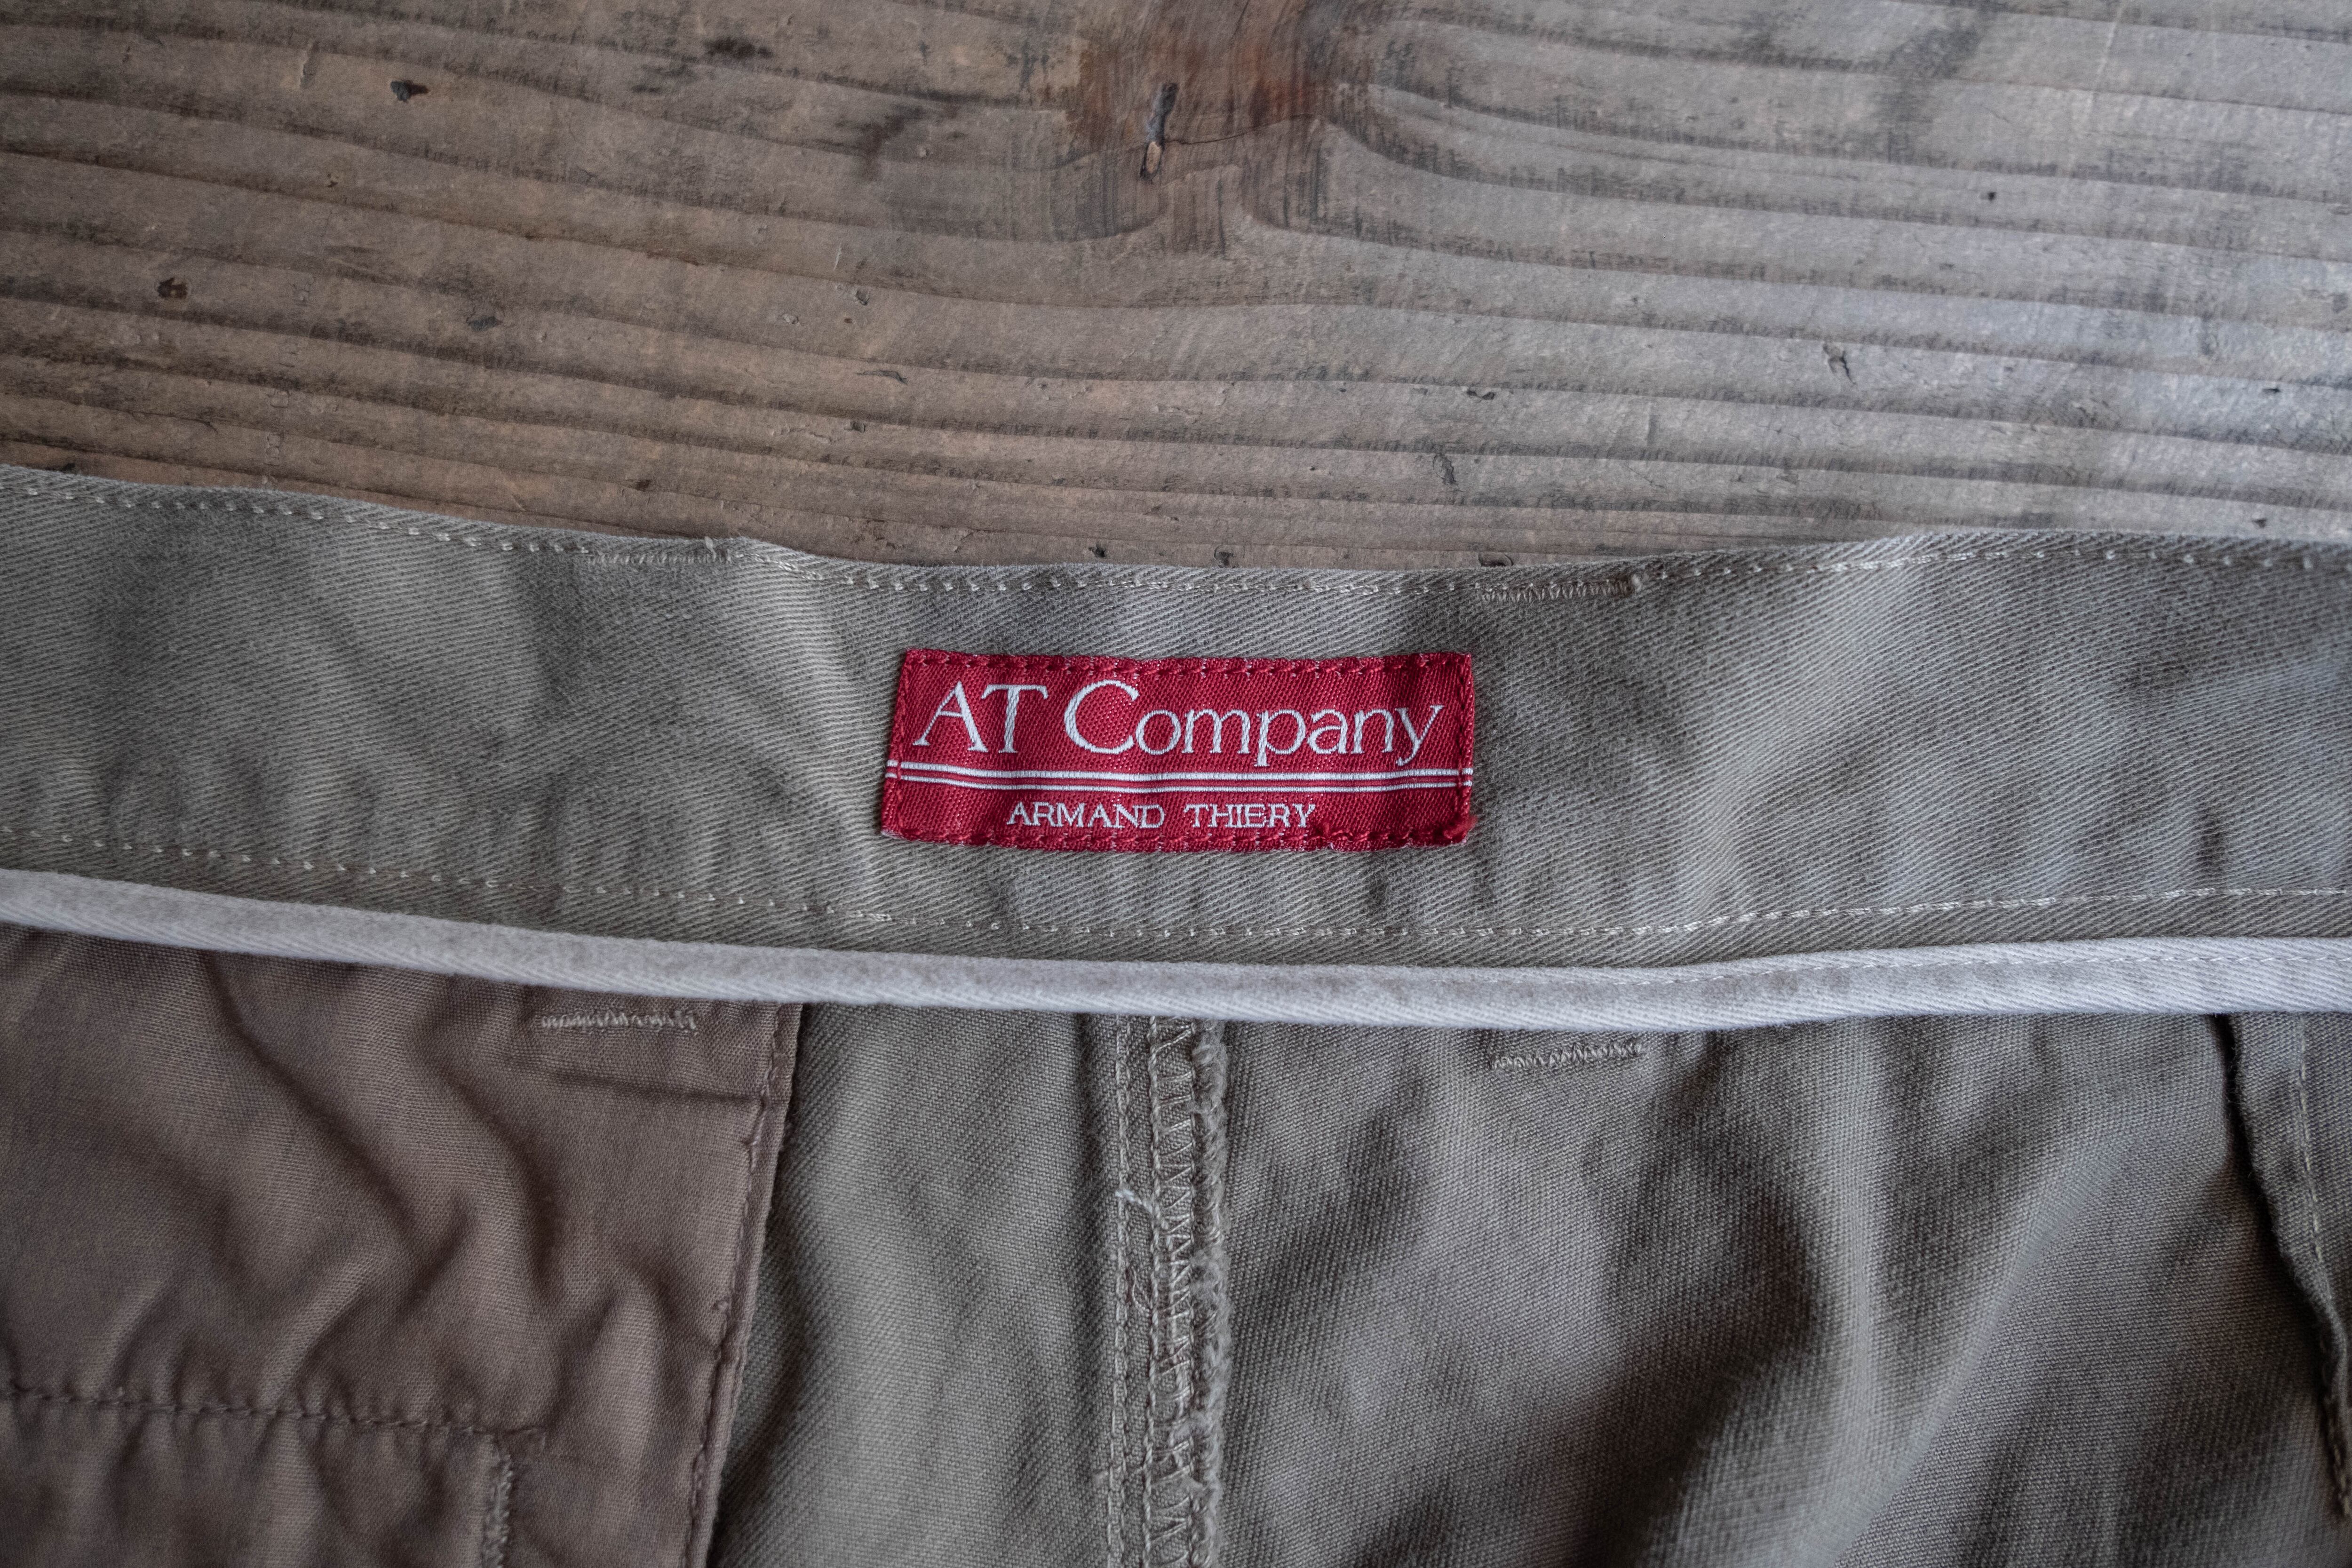 AT Company
ARMAND THIERY